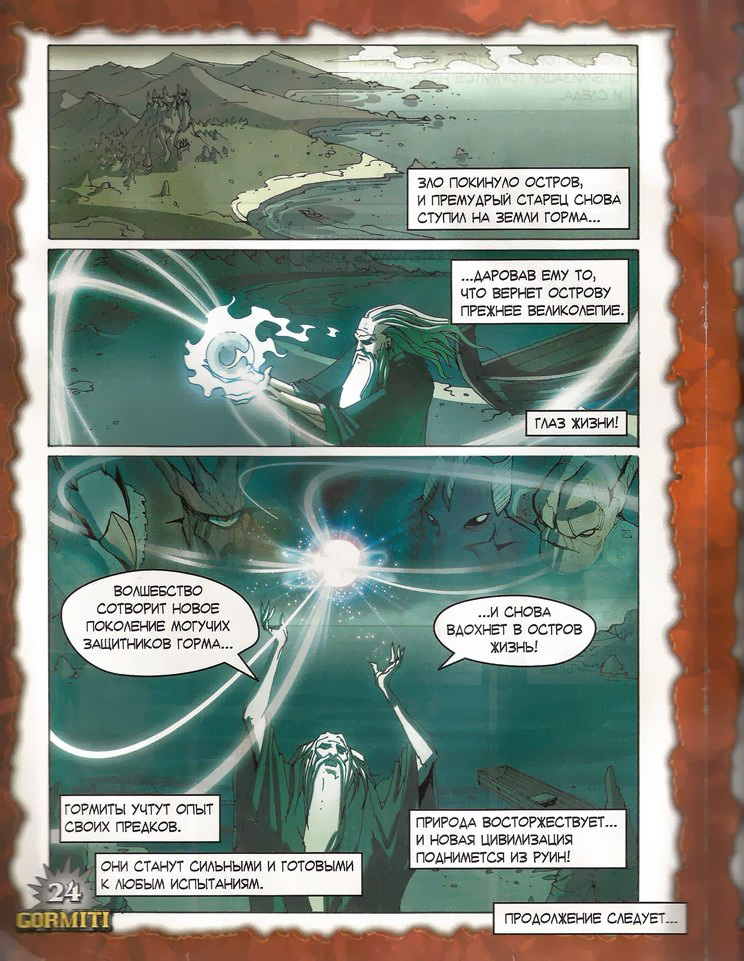 ЗЛО ПОКИНУЛО ОСТРОВ,
И ПРЕМУДРЫЙ СТАРЕЦ СНОВА
СТУПИЛ НА ЗЕМЛИ ГОРМА...
...ДАРОВАВ ЕМУ ТО,
ЧТО ВЕРНЕТ ОСТРОВУ
ПРЕЖНЕЕ ВЕЛИКОЛЕПИЕ.
ГЛАЗ ЖИЗНИ!
ВОЛШЕБСТВО
СОТВОРИТ НОВОЕ
ПОКОЛЕНИЕ МОГУЧИХ
ЗАЩИТНИКОВ ГОРМА...
...И СНОВА
ВДОХНЕТ В ОСТРОВ
ЖИЗНЬ!
ГОРМИТЫ УЧТУТ ОПЫТ
СВОИХ ПРЕДКОВ.
ОНИ СТАНУТ СИЛЬНЫМИ И ГОТОВЫМИ
К ЛЮБЫМ ИСПЫТАНИЯМ.
ПРИРОДА ВОСТОРЖЕСТВУЕТ...
И НОВАЯ ЦИВИЛИЗАЦИЯ
ПОДНИМЕТСЯ ИЗ РУИН!
ПРОДОЛЖЕНИЕ СЛЕДУЕТ...
24
GORMITI